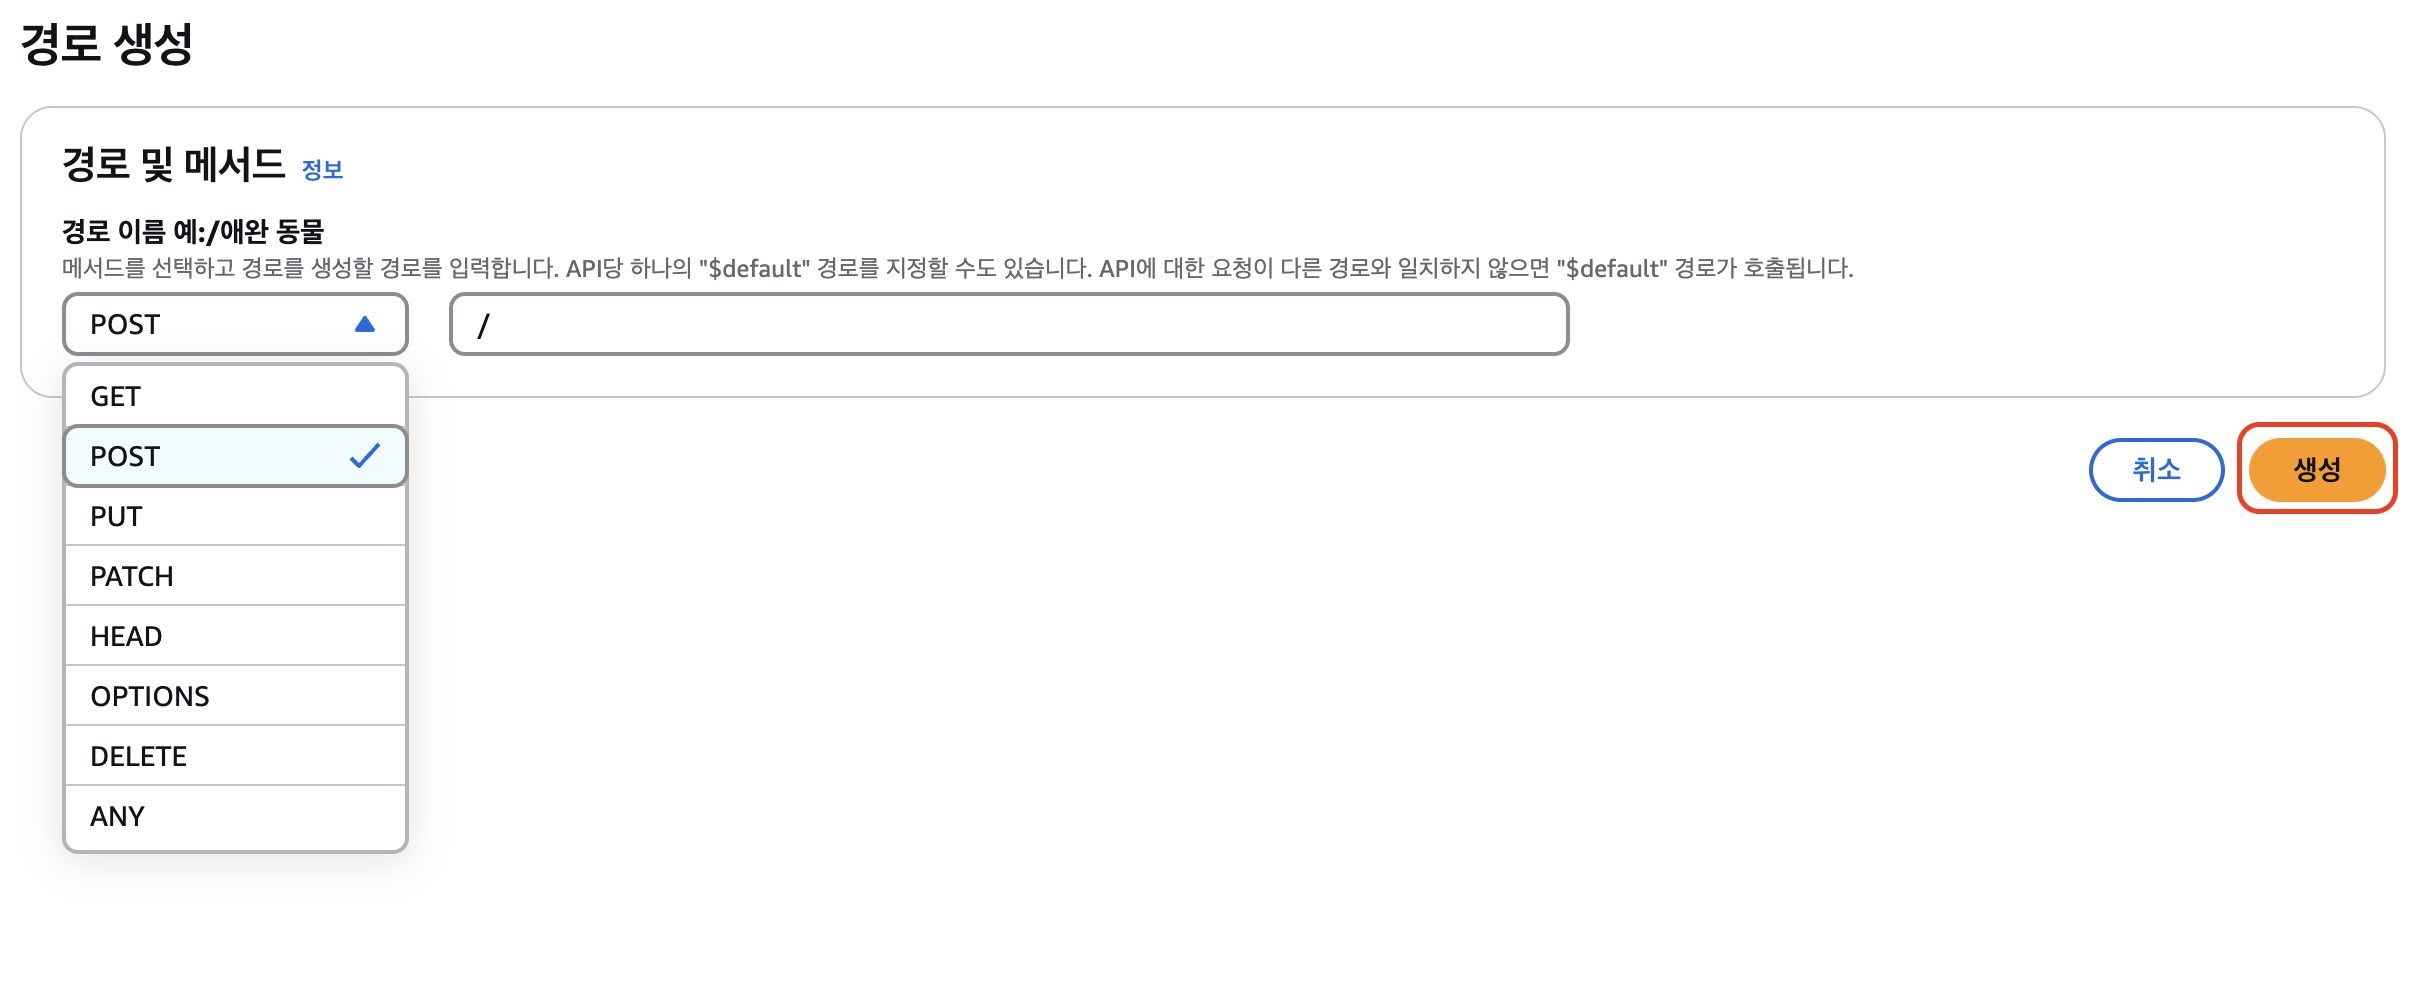 경로 생성
경로 및 메서드 정보
경로 이름 예:/애완 동물
메서드를 선택하고 경로를 생성할 경로를 입력합니다. API당 하나의 "$default" 경로를 지정할 수도 있습니다. API에 대한 요청이 다른 경로와 일치하지 않으면 "$default" 경로가 호출됩니다.
POST /
GET
POST
PUT
PATCH
HEAD
OPTIONS
DELETE
ANY
취소 생성